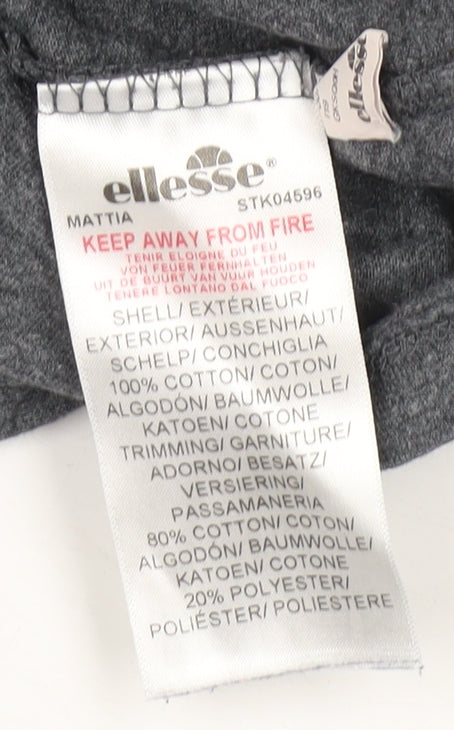 ellesse®
MATTIA STK04596
KEEP AWAY FROM FIRE
TENIR ELOIGNE DU FEU
VON FEUER FERNHALTEN
UIT DE BUURT VAN VUUR HOUDEN
TENERE LONTANO DAL FUOCO
SHELL/ EXTÉRIEUR/
EXTERIOR/ AUSSENHAUT/
SCHELP/ CONCHIGLIA
100% COTTON/ COTON/
ALGODÓN/ BAUMWOLLE/
KATOEN/ COTONE
TRIMMING/ GARNITURE/
ADORNO/ BESATZ/
VERSIERING/
PASSAMANERIA
80% COTTON/ COTON/
ALGODÓN/ BAUMWOLLE/
KATOEN/ COTONE
20% POLYESTER/
POLIÉSTER/ POLIESTERE
ellesse